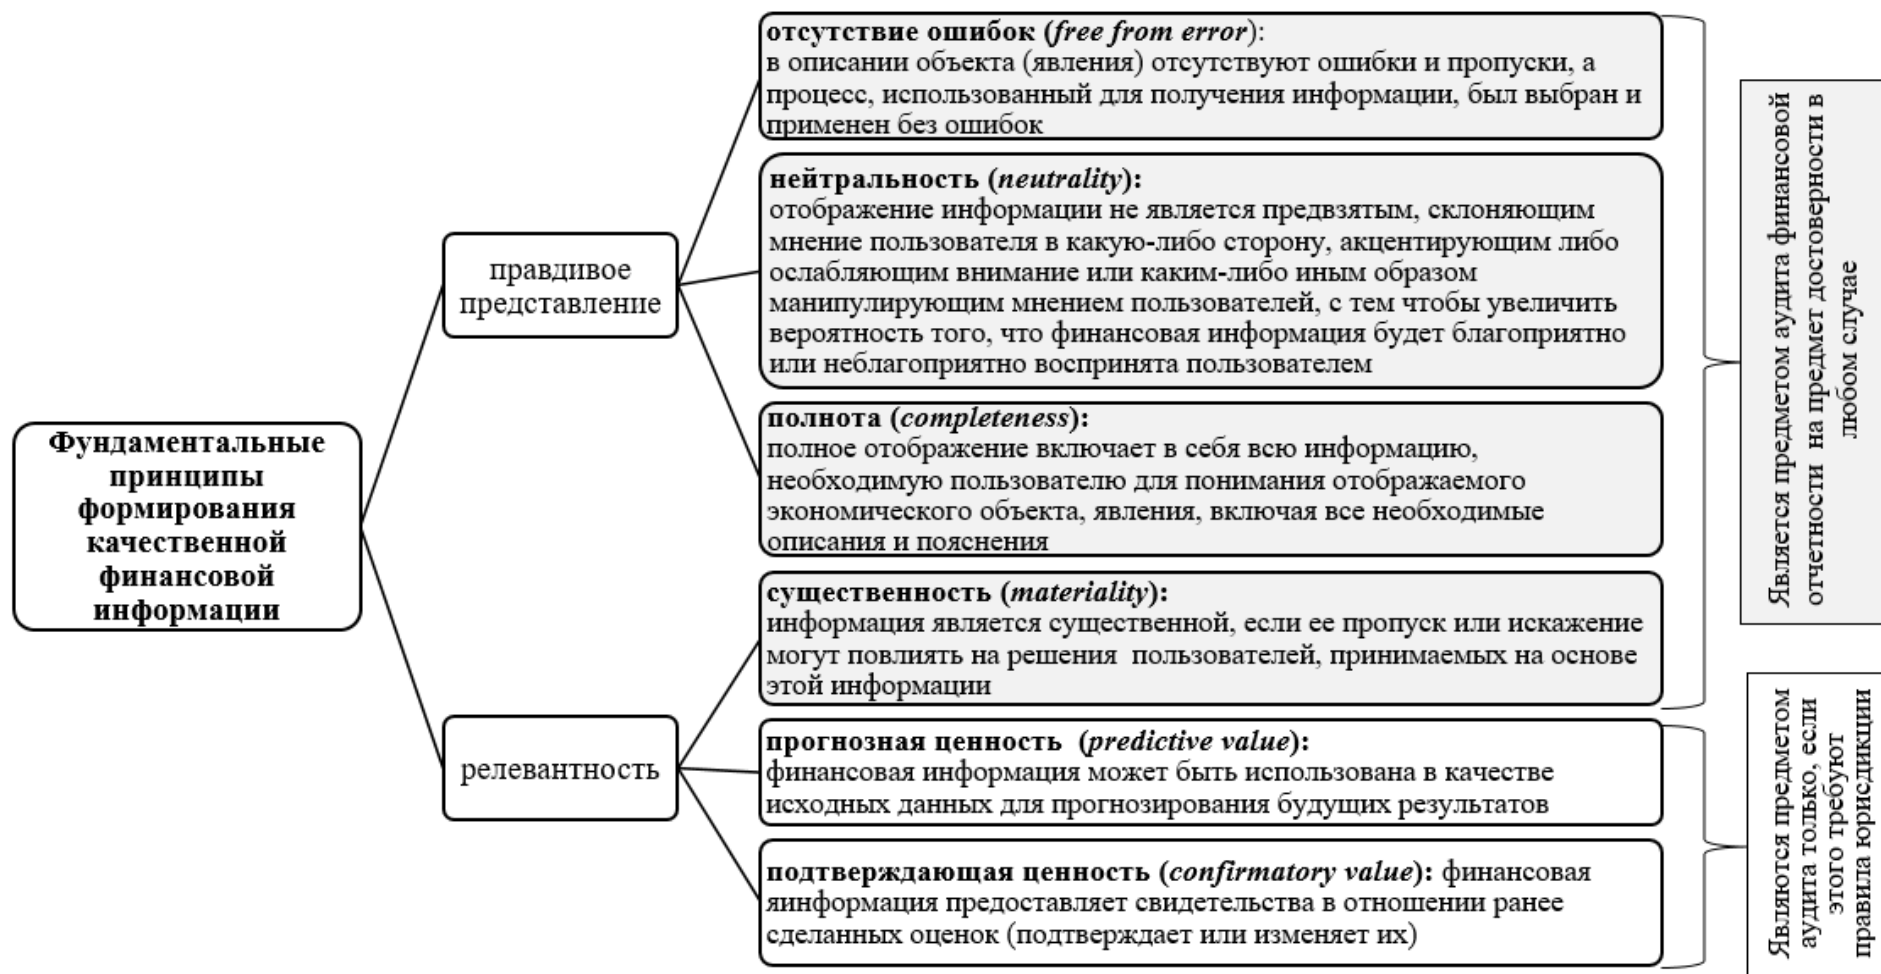 Фундаментальные
принципы
формирования
качественной
финансовой
информации
правдивое
представление
релевантность
отсутствие ошибок (free from error):
в описании объекта (явления) отсутствуют ошибки и пропуски, а
процесс, использованный для получения информации, был выбран и
применен без ошибок
нейтральность (neutrality):
отображение информации не является предвзятым, склоняющим
мнение пользователя в какую-либо сторону, акцентирующим либо
ослабляющим внимание или каким-либо иным образом
манипулирующим мнением пользователей, с тем чтобы увеличить
вероятность того, что финансовая информация будет благоприятно
или неблагоприятно воспринята пользователем
полнота (completeness):
полное отображение включает в себя всю информацию,
необходимую пользователю для понимания отображаемого
экономического объекта, явления, включая все необходимые
описания и пояснения
существенность (materiality):
информация является существенной, если ее пропуск или искажение
могут повлиять на решения пользователей, принимаемых на основе
этой информации
прогнозная ценность (predictive value):
финансовая информация может быть использована в качестве
исходных данных для прогнозирования будущих результатов
подтверждающая ценность (confirmatory value): финансовая
яинформация предоставляет свидетельства в отношении ранее
сделанных оценок (подтверждает или изменяет их)
Является предметом аудита финансовой
отчетности на предмет достоверности в
любом случае
Являются предметом
аудита только, если
этого требуют
правила юрисдикции